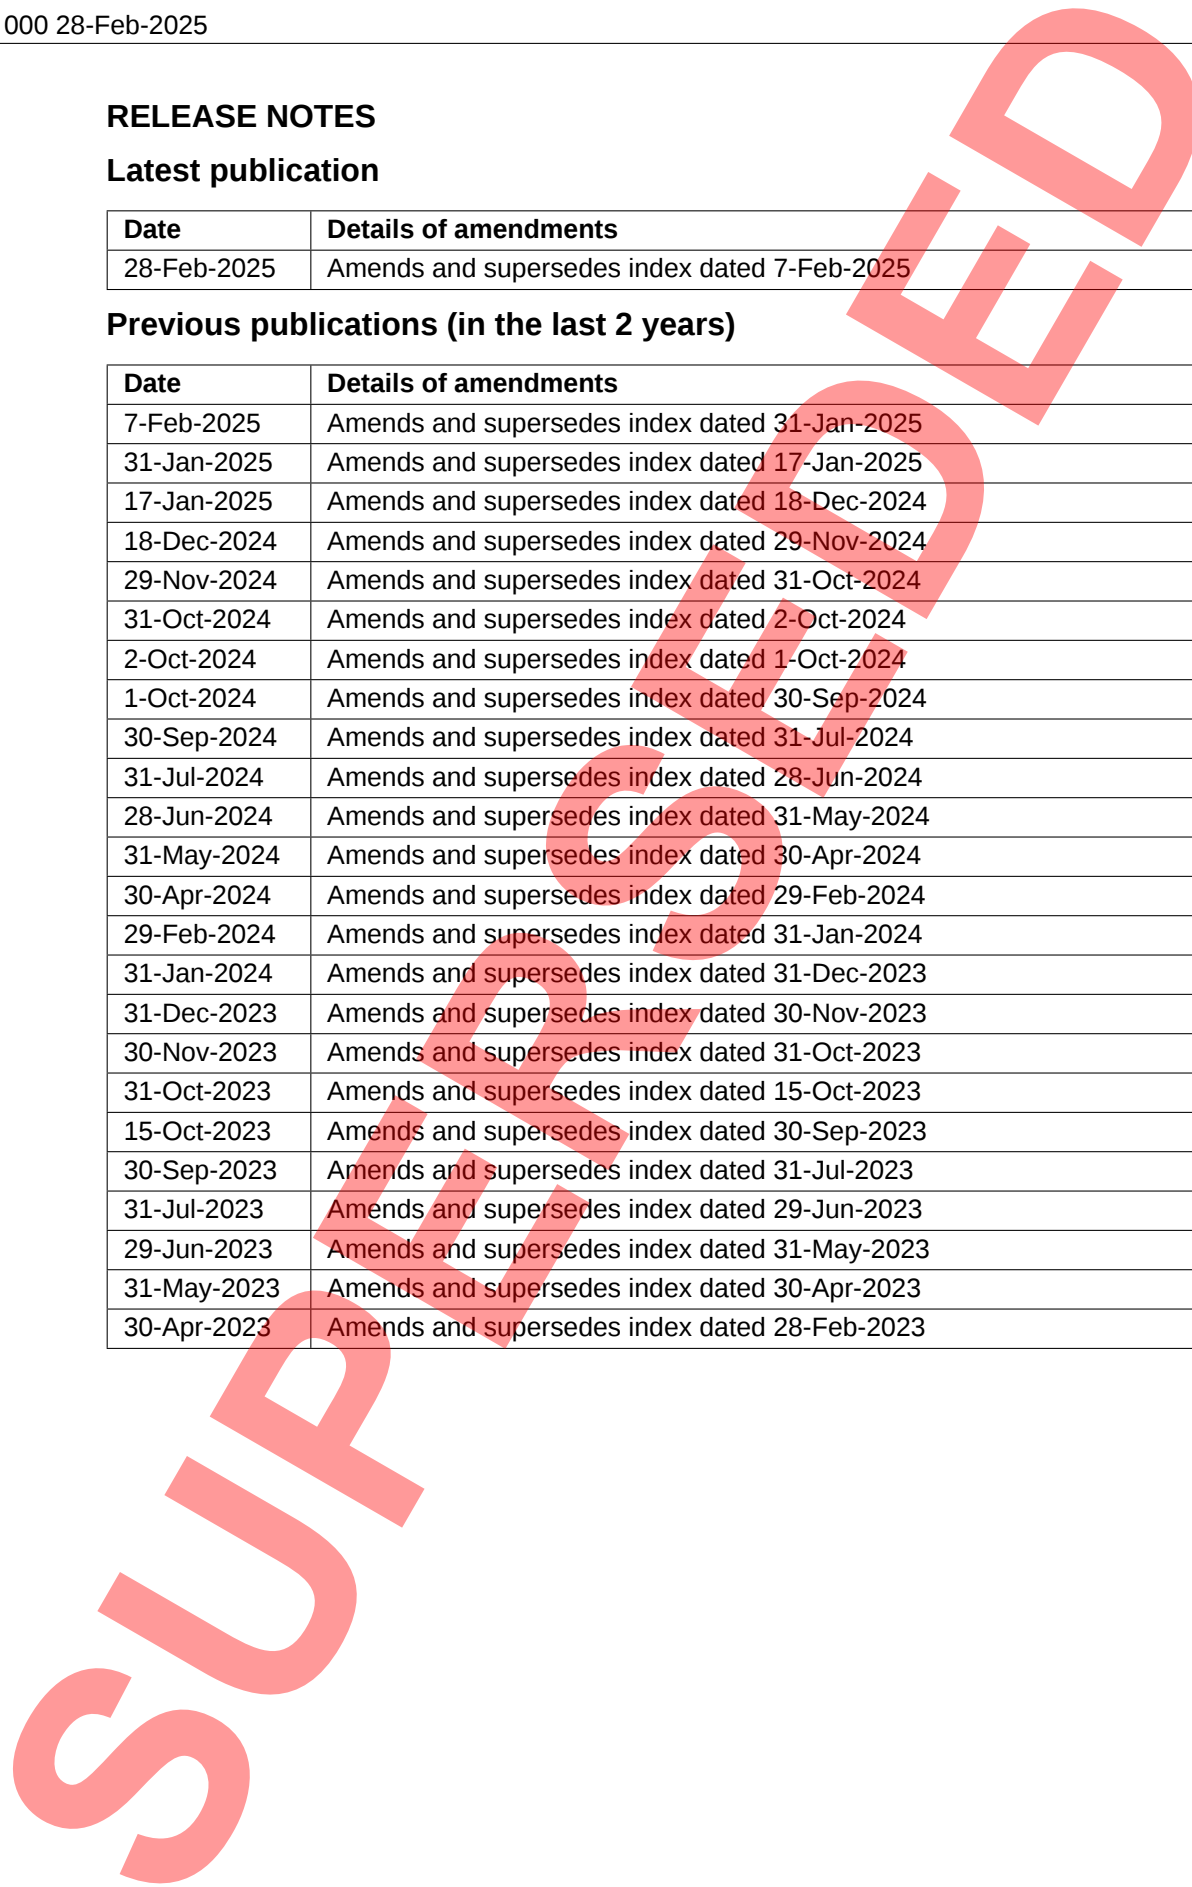 000 28-Feb-2025
RELEASE NOTES
Latest publication
Date Details of amendments
28-Feb-2025 Amends and supersedes index dated 7-Feb-2025
Previous publications (in the last 2 years)
Date Details of amendments
7-Feb-2025 Amends and supersedes index dated 31-Jan-2025
31-Jan-2025 Amends and supersedes index dated 17-Jan-2025
17-Jan-2025 Amends and supersedes index dated 18-Dec-2024
18-Dec-2024 Amends and supersedes index dated 29-Nov-2024
29-Nov-2024 Amends and supersedes index dated 31-Oct-2024
31-Oct-2024 Amends and supersedes index dated 2-Oct-2024
2-Oct-2024 Amends and supersedes index dated 1-Oct-2024
1-Oct-2024 Amends and supersedes index dated 30-Sep-2024
30-Sep-2024 Amends and supersedes index dated 31-Jul-2024
31-Jul-2024 Amends and supersedes index dated 28-Jun-2024
28-Jun-2024 Amends and supersedes index dated 31-May-2024
31-May-2024 Amends and supersedes index dated 30-Apr-2024
30-Apr-2024 Amends and supersedes index dated 29-Feb-2024
29-Feb-2024 Amends and supersedes index dated 31-Jan-2024
31-Jan-2024 Amends and supersedes index dated 31-Dec-2023
31-Dec-2023 Amends and supersedes index dated 30-Nov-2023
30-Nov-2023 Amends and supersedes index dated 31-Oct-2023
31-Oct-2023 Amends and supersedes index dated 15-Oct-2023
15-Oct-2023 Amends and supersedes index dated 30-Sep-2023
30-Sep-2023 Amends and supersedes index dated 31-Jul-2023
31-Jul-2023 Amends and supersedes index dated 29-Jun-2023
29-Jun-2023 Amends and supersedes index dated 31-May-2023
31-May-2023 Amends and supersedes index dated 30-Apr-2023
30-Apr-2023 Amends and supersedes index dated 28-Feb-2023
SUPERSEDED